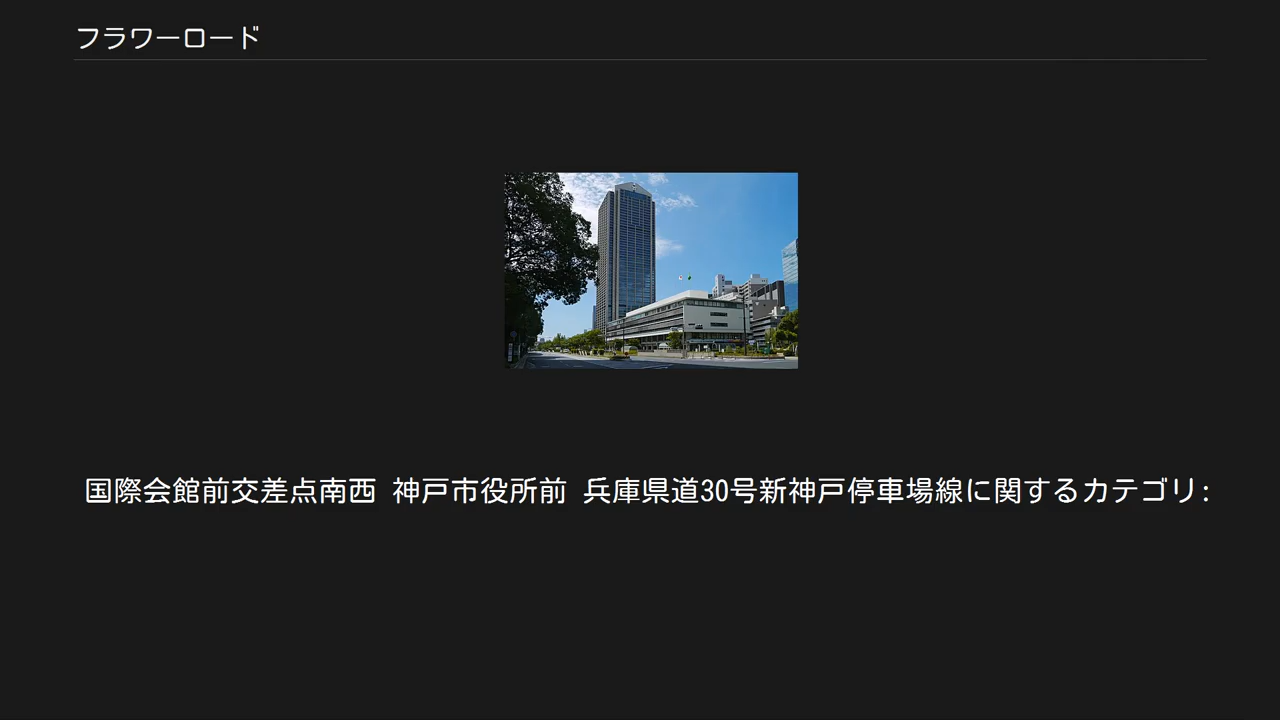 フラワーロード
国際会館前交差点南西 神戸市役所前 兵庫県道30号新神戸停車場線に関するカテゴリ: